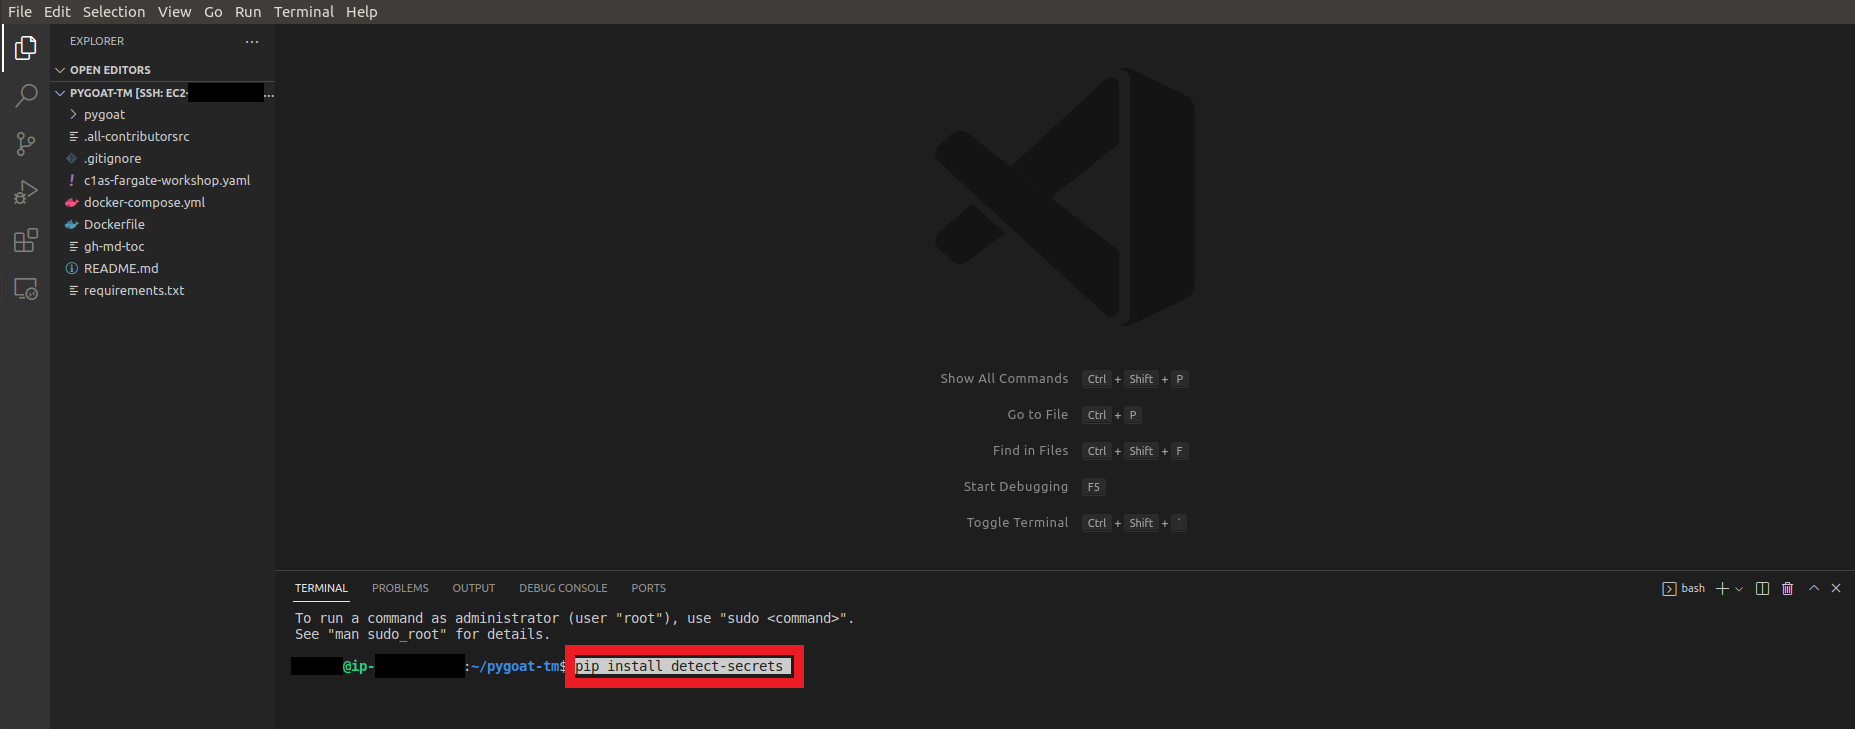 File Edit Selection View Go Run Terminal Help
EXPLORER ...
OPEN EDITORS
PYGOAT-TM [SSH: EC2- ...
pygoat
.all-contributorsrc
.gitignore
c1as-fargate-workshop.yaml
docker-compose.yml
Dockerfile
gh-md-toc
README.md
requirements.txt
Show All Commands Ctrl + Shift + P
Go to File Ctrl + P
Find in Files Ctrl + Shift + F
Start Debugging F5
Toggle Terminal Ctrl + Shift + `
TERMINAL PROBLEMS OUTPUT DEBUG CONSOLE PORTS bash
To run a command as administrator (user "root"), use "sudo <command>".
See "man sudo_root" for details.
@ip- :~/pygoat-tm$ pip install detect-secrets